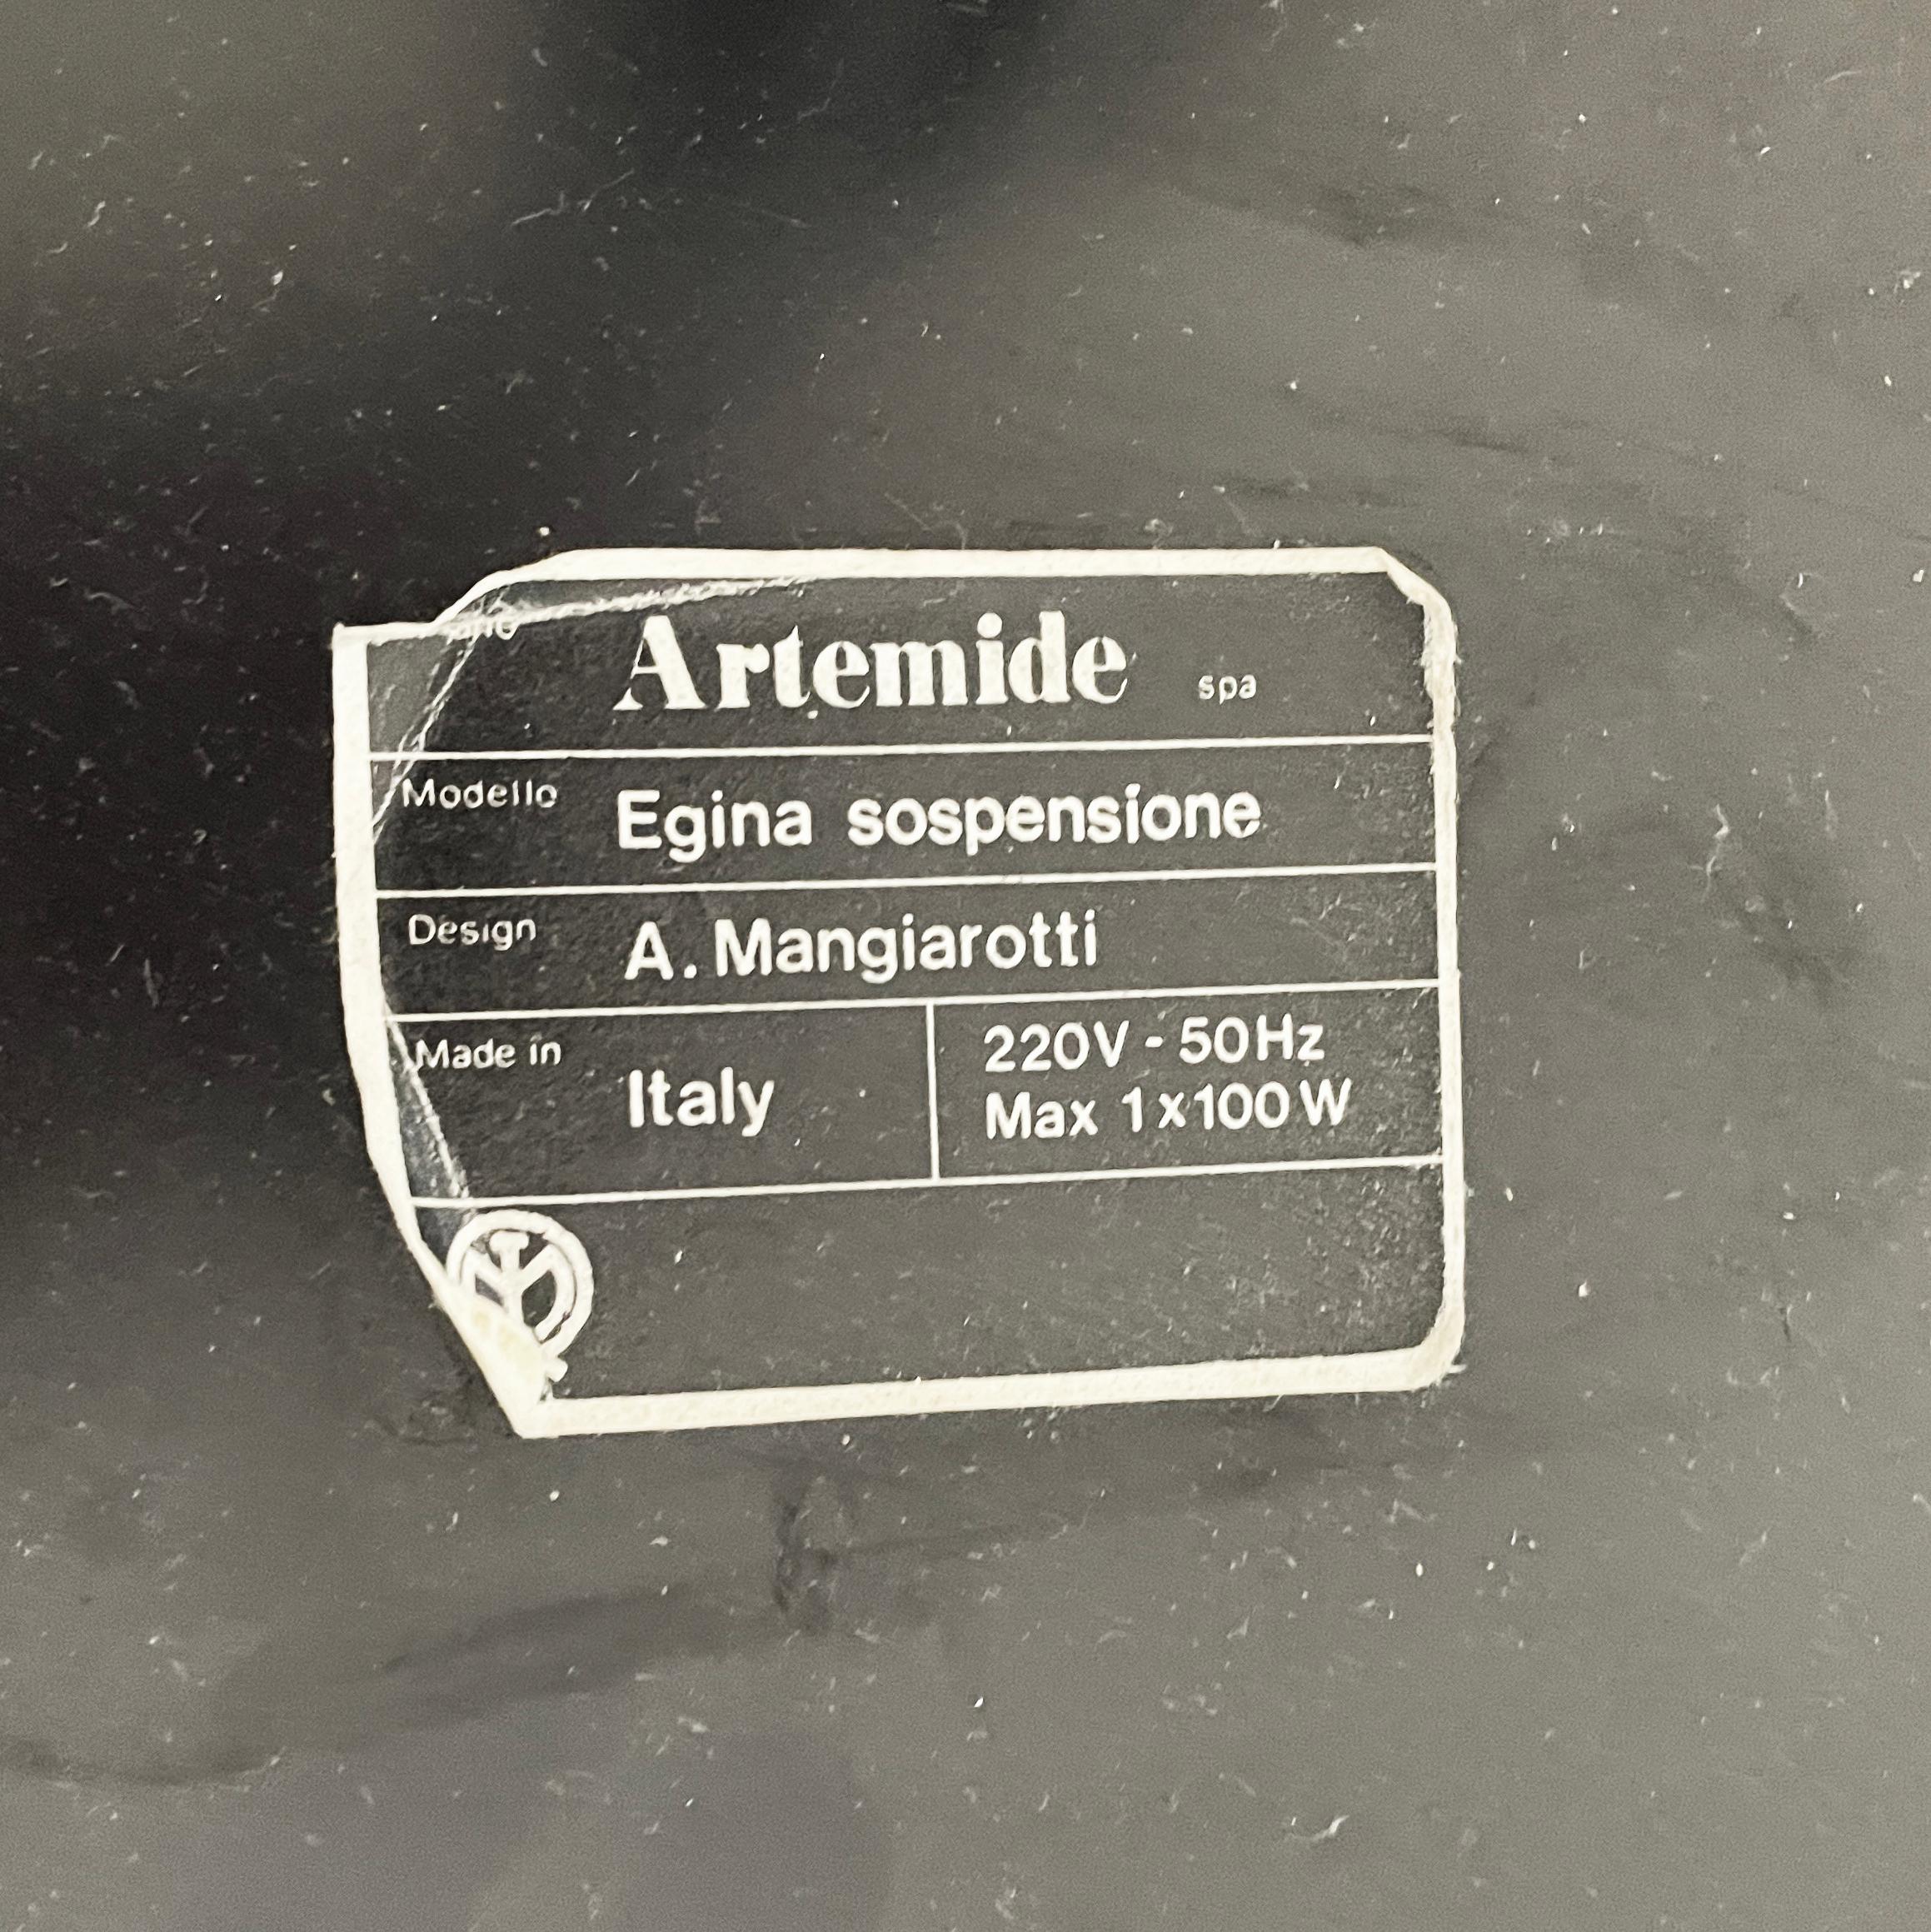 Artemide spa
Modello Egina sospensione
Design A. Mangiarotti
Made in Italy
220V - 50Hz
Max 1x100W